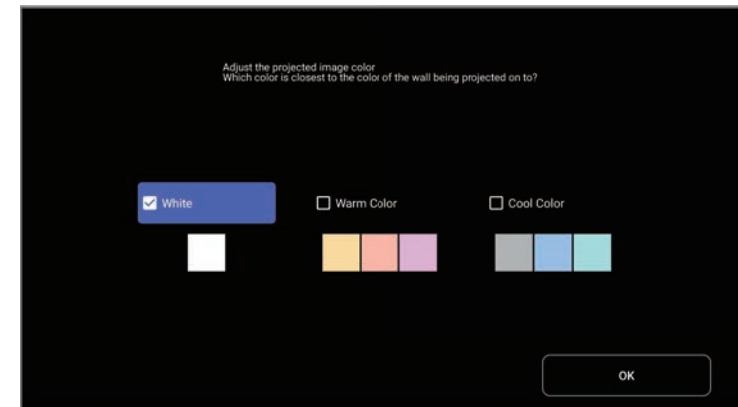 Adjust the projected image color
Which color is closest to the color of the wall being projected on to?
White
Warm Color
Cool Color
OK